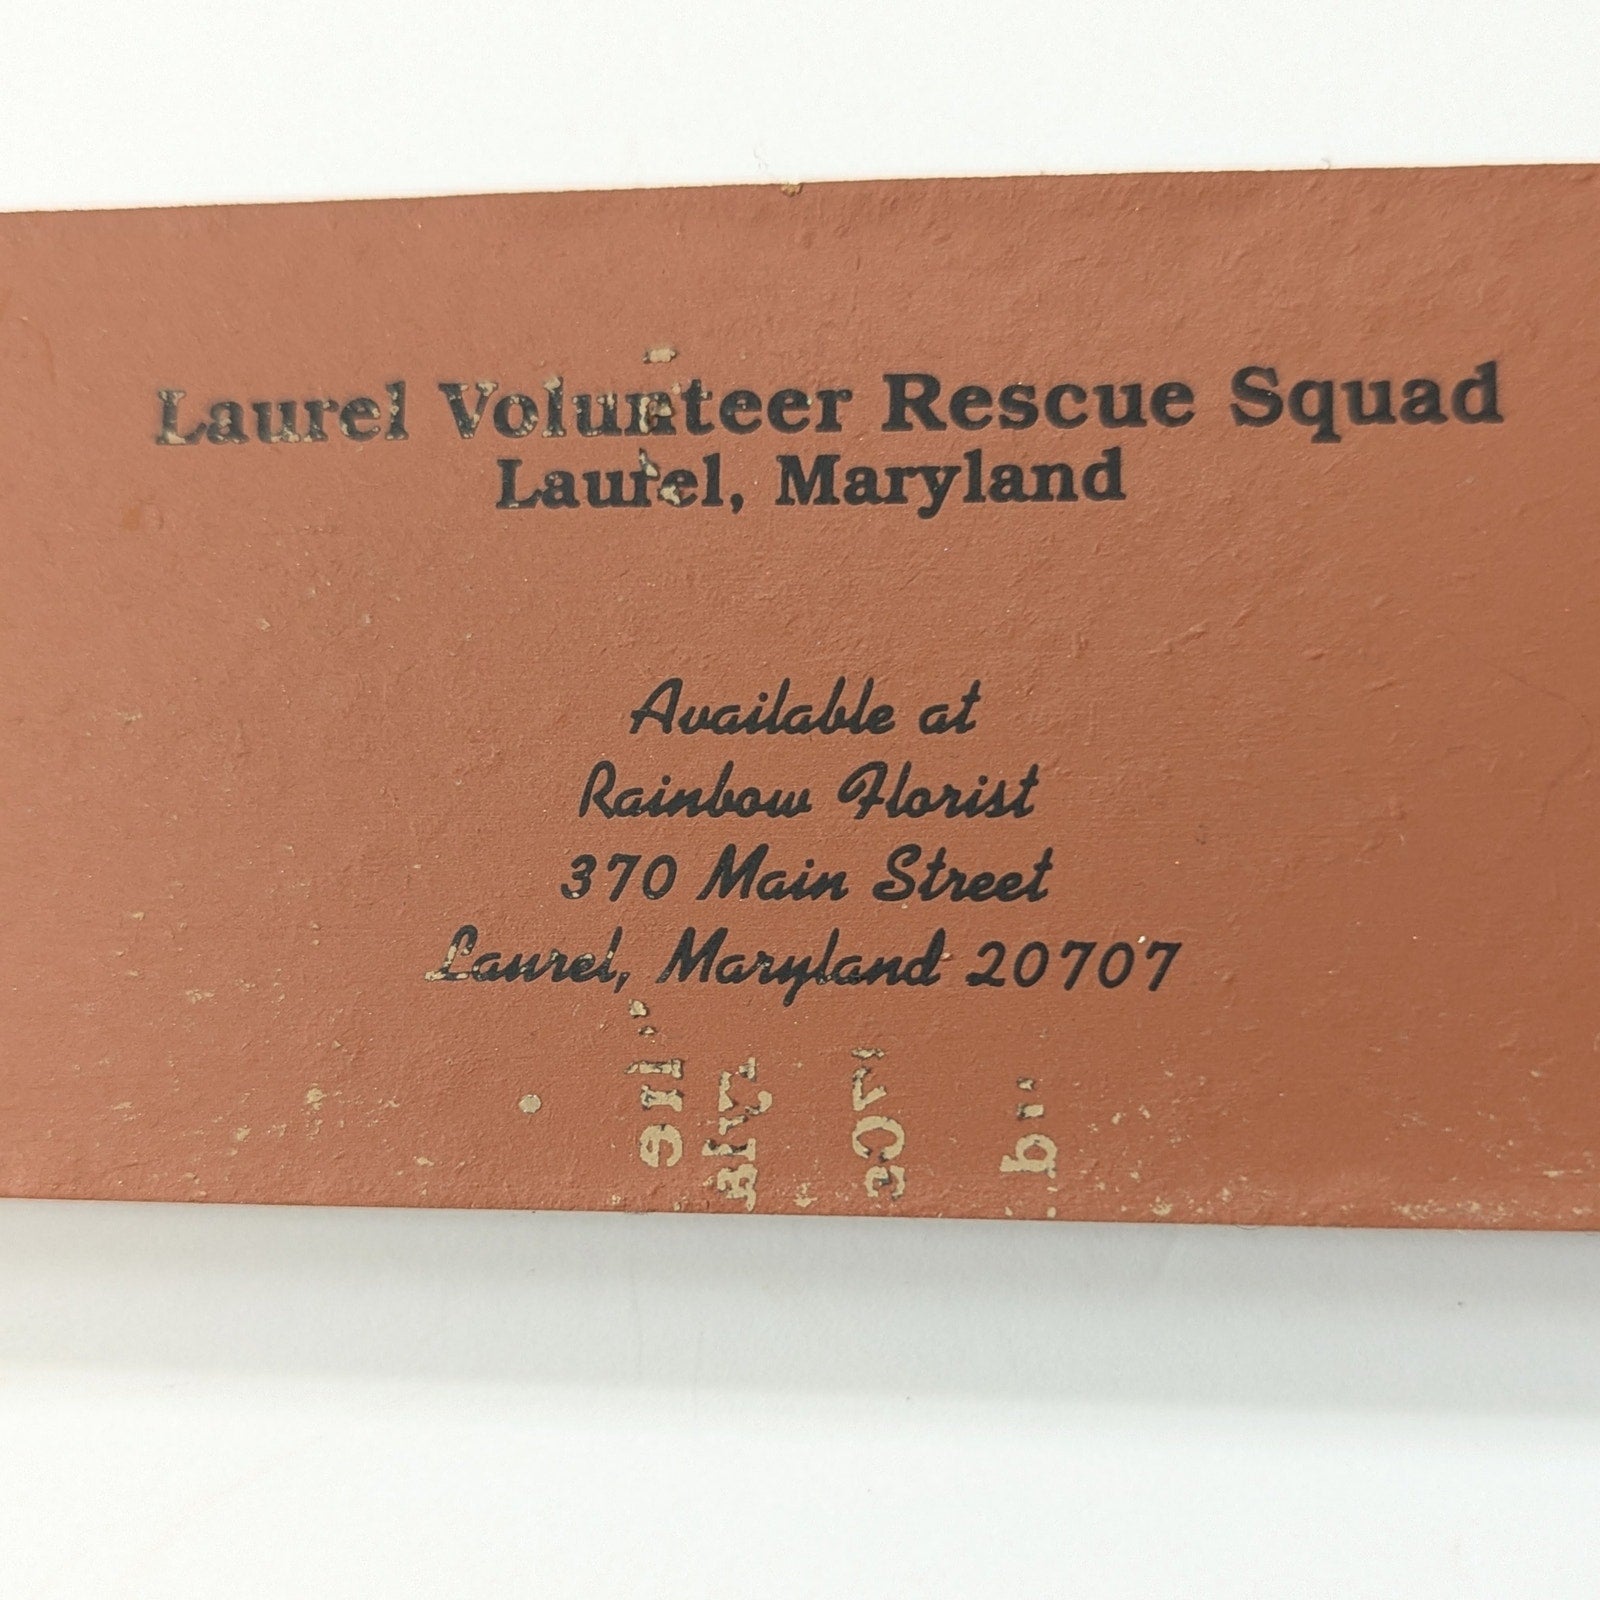 Laurel Volunteer Rescue Squad
Laurel, Maryland
Available at
Rainbow Florist
370 Main Street
Laurel, Maryland 20707